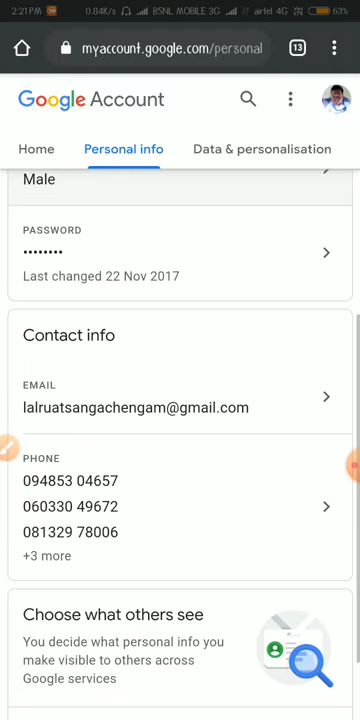 2:21 PM 0.84K/s BSNL MOBILE 3G airtel 4G 63%
myaccount.google.com/personal 13
Google Account
Home Personal info Data & personalisation
Male
PASSWORD
••••••••
Last changed 22 Nov 2017
Contact info
EMAIL
lalruatsangachengam@gmail.com
PHONE
094853 04657
060330 49672
081329 78006
+3 more
Choose what others see
You decide what personal info you
make visible to others across
Google services